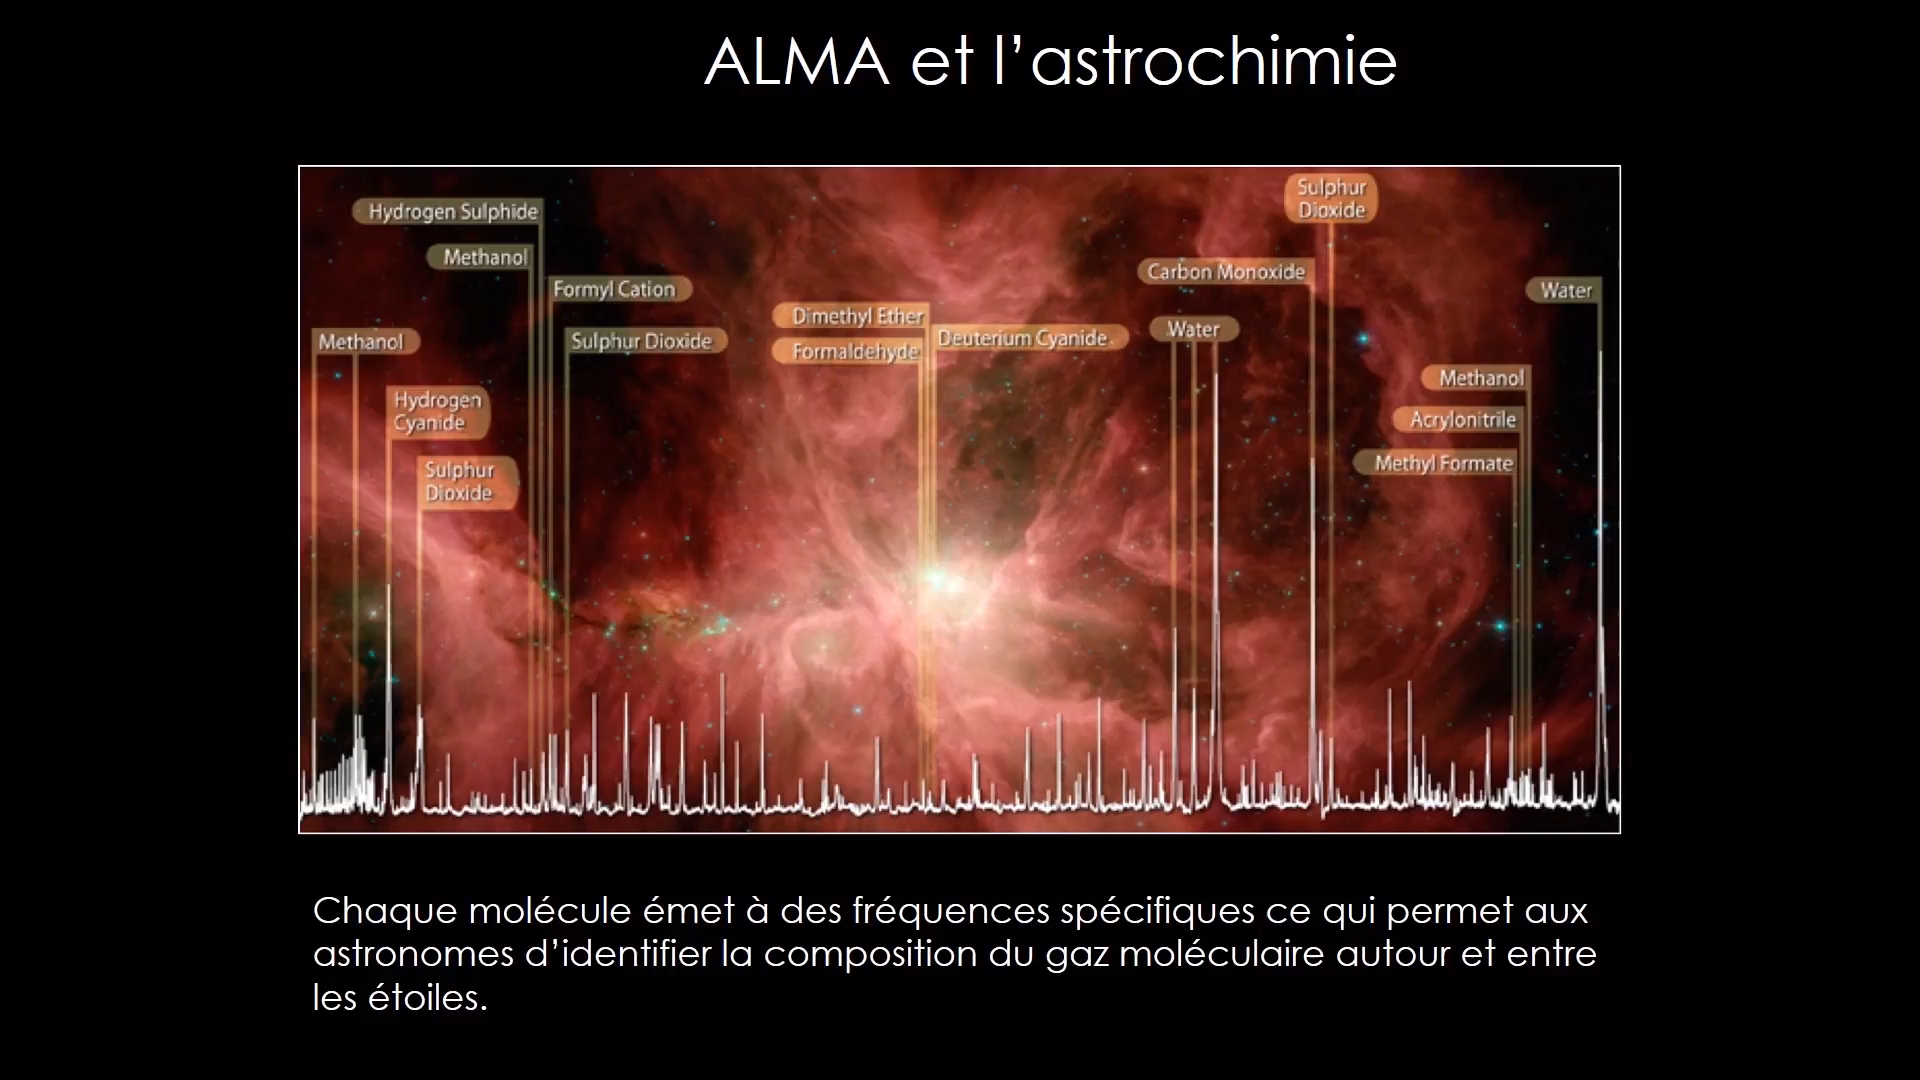 ALMA et l’astrochimie
Hydrogen Sulphide
Methanol
Formyl Cation
Methanol
Sulphur Dioxide
Hydrogen
Cyanide
Sulphur
Dioxide
Dimethyl Ether
Formaldehyde
Deuterium Cyanide
Sulphur
Dioxide
Carbon Monoxide
Water
Water
Methanol
Acrylonitrile
Methyl Formate
Chaque molécule émet à des fréquences spécifiques ce qui permet aux
astronomes d’identifier la composition du gaz moléculaire autour et entre
les étoiles.